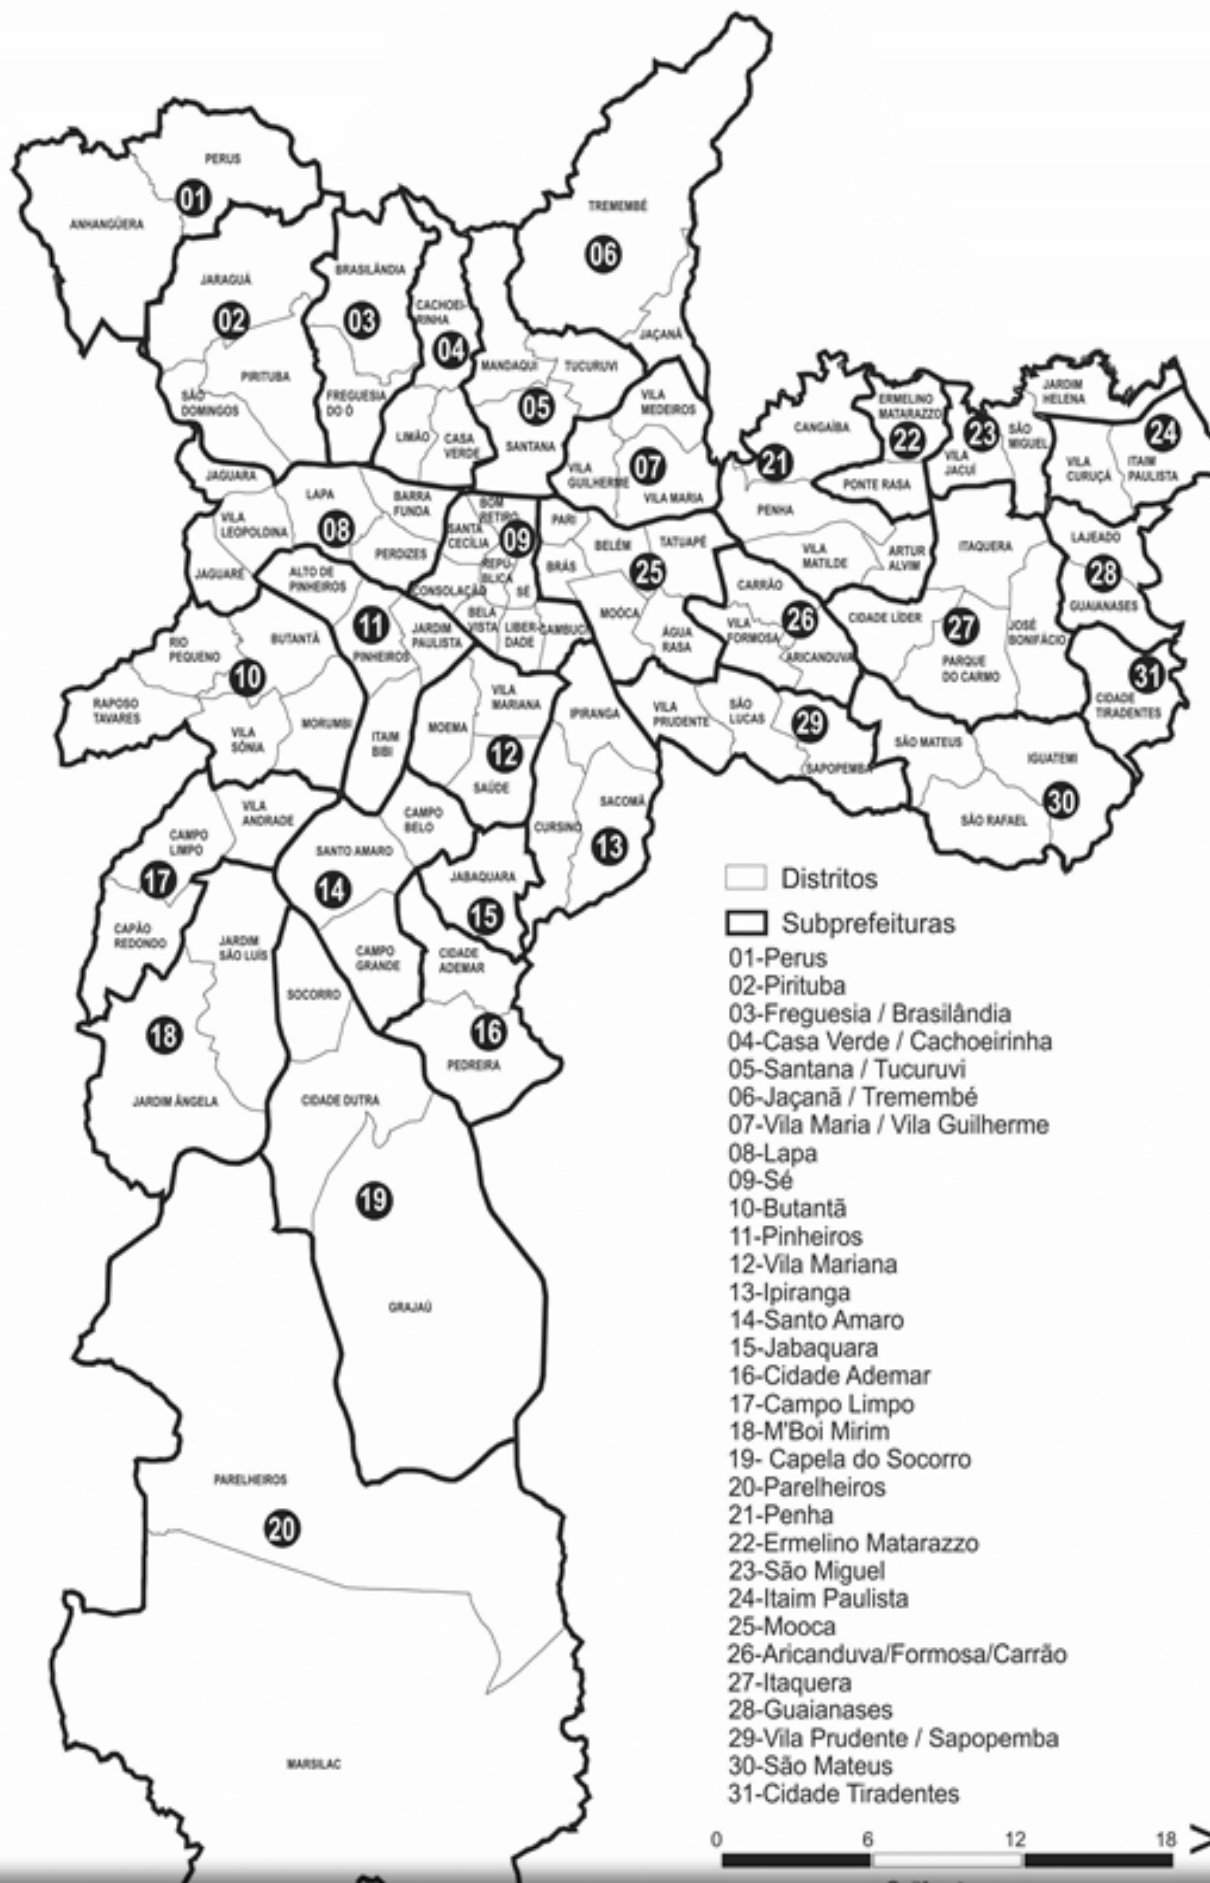 PERUS
01
ANHANGÜERA
TREMEMBÉ
06
JARAGUÁ
02
BRASILÂNDIA
03
CACHOEI-
RINHA
04
JAÇANÃ
PIRITUBA
SÃO
DOMINGOS
FREGUESIA
DO Ó
MANDAQUI
TUCURUVI
05
SANTANA
LIMÃO
CASA
VERDE
VILA
MEDEIROS
07
VILA
GUILHERME
VILA MARIA
CANGAÍBA
21
ERMELINO
MATARAZZO
22
PONTE RASA
23
VILA
JACUÍ
SÃO
MIGUEL
JARDIM
HELENA
24
VILA
CURUÇÁ
ITAIM
PAULISTA
JAGUARA
VILA
LEOPOLDINA
JAGUARÉ
LAPA
08
BARRA
FUNDA
PERDIZES
BOM
RETIRO
09
SANTA
CECÍLIA
REPÚ-
BLICA
SÉ
CONSOLAÇÃO
BELA
VISTA
LIBER-
DADE
CAMBUCI
PARI
BRÁS
BELÉM
TATUAPÉ
25
MOÓCA
ÁGUA
RASA
PENHA
VILA
MATILDE
ARTUR
ALVIM
CARRÃO
26
VILA
FORMOSA
ARICANDUVA
ITAQUERA
CIDADE LÍDER
27
PARQUE
DO CARMO
JOSÉ
BONIFÁCIO
LAJEADO
28
GUAIANASES
31
CIDADE
TIRADENTES
ALTO DE
PINHEIROS
11
PINHEIROS
JARDIM
PAULISTA
ITAIM
BIBI
RIO
PEQUENO
BUTANTÃ
10
RAPOSO
TAVARES
VILA
SÔNIA
MORUMBI
MOEMA
VILA
MARIANA
12
SAÚDE
IPIRANGA
CURSINO
SACOMÃ
13
VILA
PRUDENTE
SÃO
LUCAS
29
SAPOPEMBA
SÃO MATEUS
IGUATEMI
30
SÃO RAFAEL
VILA
ANDRADE
CAMPO
LIMPO
17
CAPÃO
REDONDO
SANTO AMARO
14
CAMPO
BELO
CAMPO
GRANDE
JABAQUARA
15
CIDADE
ADEMAR
16
PEDREIRA
JARDIM
SÃO LUÍS
18
JARDIM ÂNGELA
SOCORRO
CIDADE DUTRA
19
GRAJAÚ
PARELHEIROS
20
MARSILAC
Distritos
Subprefeituras
01-Perus
02-Pirituba
03-Freguesia / Brasilândia
04-Casa Verde / Cachoeirinha
05-Santana / Tucuruvi
06-Jaçanã / Tremembé
07-Vila Maria / Vila Guilherme
08-Lapa
09-Sé
10-Butantã
11-Pinheiros
12-Vila Mariana
13-Ipiranga
14-Santo Amaro
15-Jabaquara
16-Cidade Ademar
17-Campo Limpo
18-M'Boi Mirim
19- Capela do Socorro
20-Parelheiros
21-Penha
22-Ermelino Matarazzo
23-São Miguel
24-Itaim Paulista
25-Mooca
26-Aricanduva/Formosa/Carrão
27-Itaquera
28-Guaianases
29-Vila Prudente / Sapopemba
30-São Mateus
31-Cidade Tiradentes
0 6 12 18